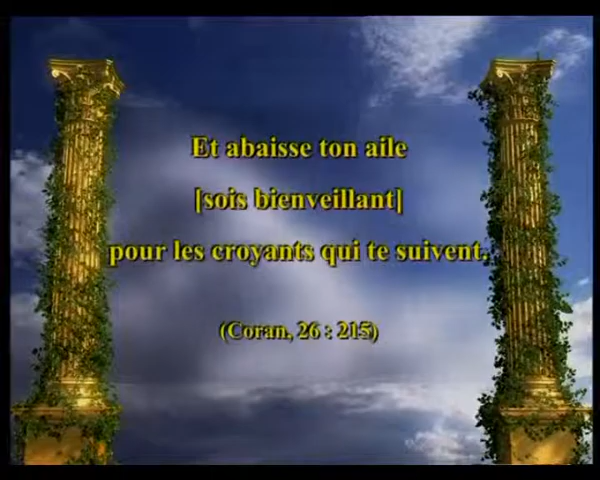 Et abaisse ton aile
[sois bienveillant]
pour les croyants qui te suivent.
(Coran, 26 : 215)